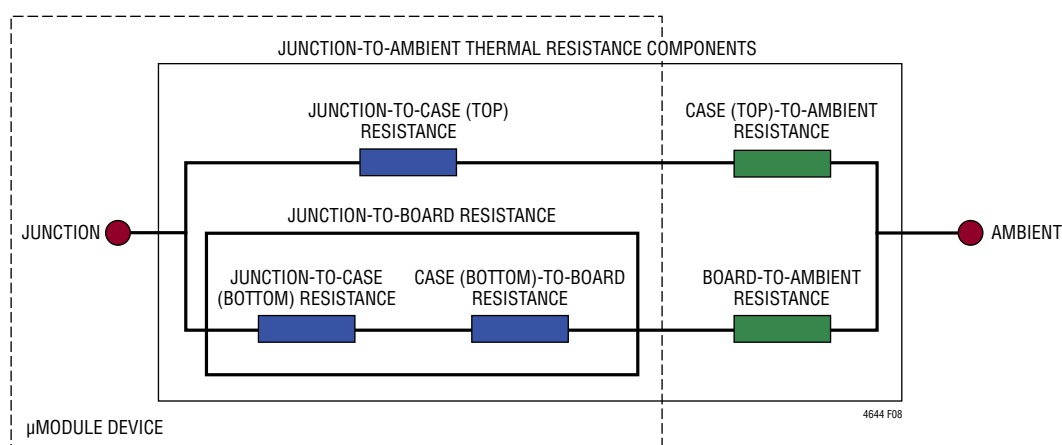 JUNCTION-TO-AMBIENT THERMAL RESISTANCE COMPONENTS
JUNCTION-TO-CASE (TOP)
RESISTANCE
CASE (TOP)-TO-AMBIENT
RESISTANCE
JUNCTION-TO-BOARD RESISTANCE
JUNCTION
AMBIENT
JUNCTION-TO-CASE
(BOTTOM) RESISTANCE
CASE (BOTTOM)-TO-BOARD
RESISTANCE
BOARD-TO-AMBIENT
RESISTANCE
4644 F08
µMODULE DEVICE